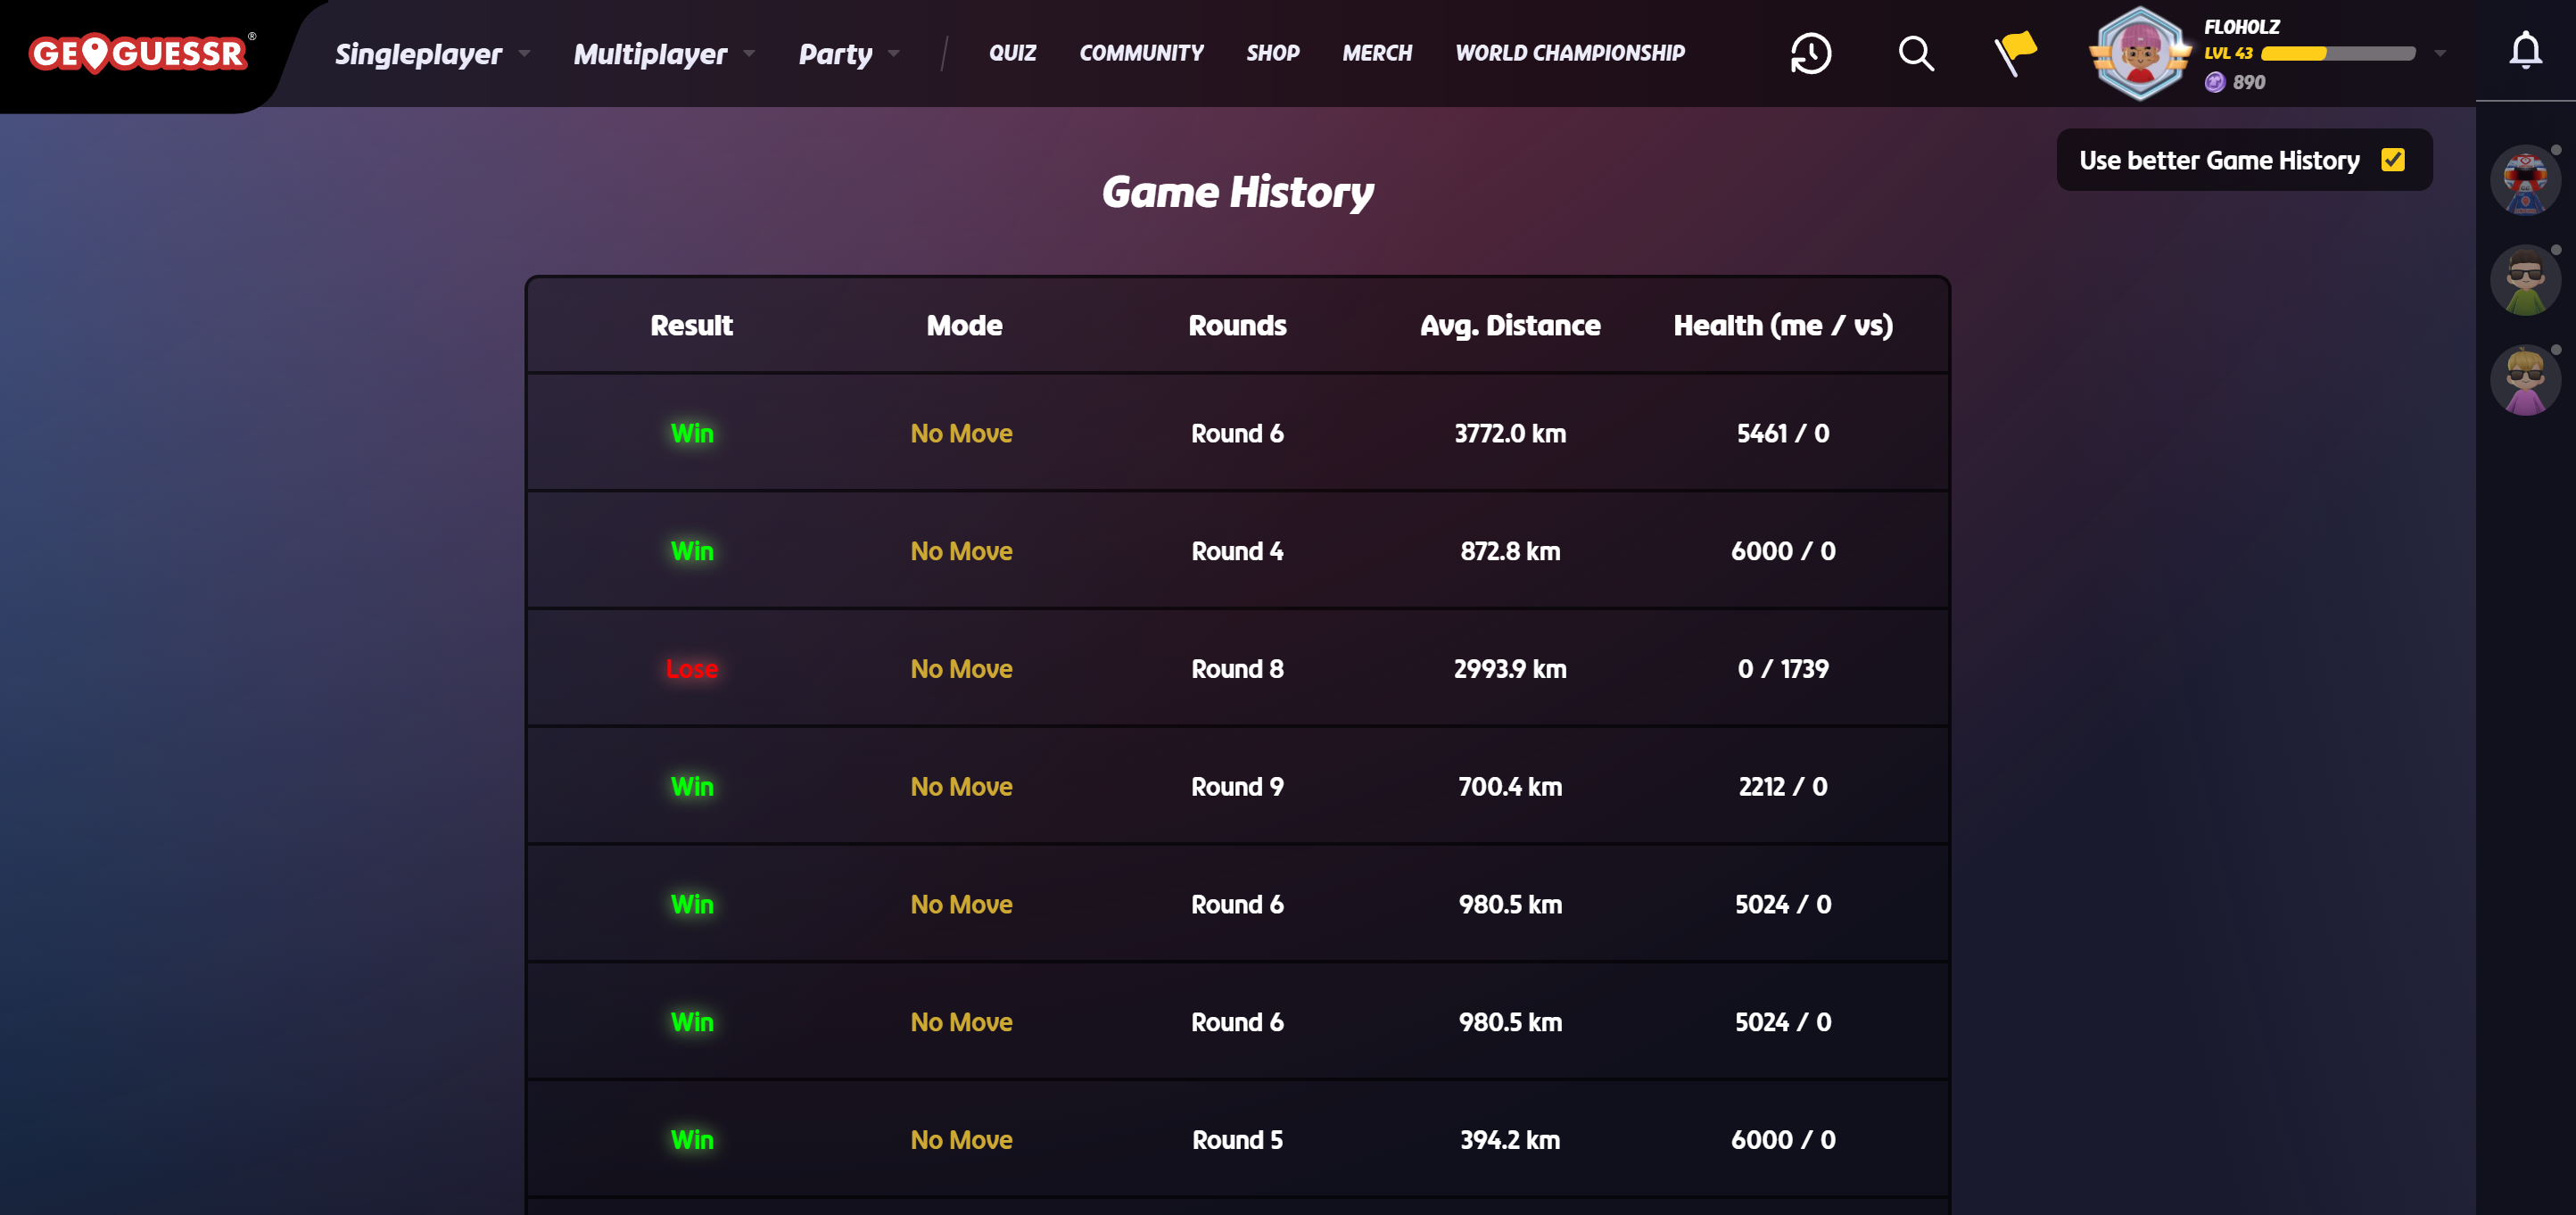 GEOGUESSR®
Singleplayer Multiplayer Party QUIZ COMMUNITY SHOP MERCH WORLD CHAMPIONSHIP
FLOHOLZ
LVL 43
890
Use better Game History
Game History
Result Mode Rounds Avg. Distance Health (me / vs)
Win No Move Round 6 3772.0 km 5461 / 0
Win No Move Round 4 872.8 km 6000 / 0
Lose No Move Round 8 2993.9 km 0 / 1739
Win No Move Round 9 700.4 km 2212 / 0
Win No Move Round 6 980.5 km 5024 / 0
Win No Move Round 6 980.5 km 5024 / 0
Win No Move Round 5 394.2 km 6000 / 0